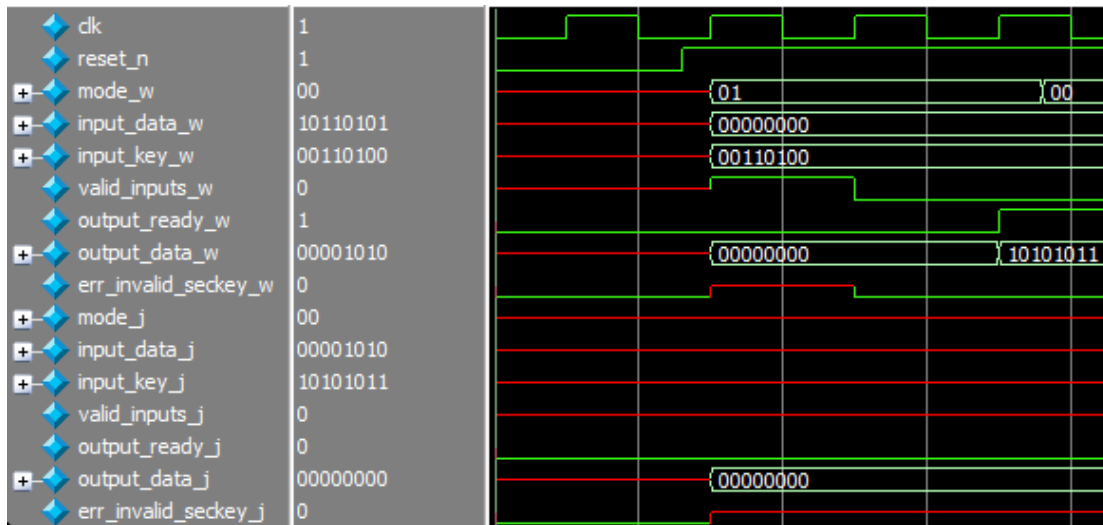 clk 1
reset_n 1
mode_w 00 01 00
input_data_w 10110101 00000000
input_key_w 00110100 00110100
valid_inputs_w 0
output_ready_w 1
output_data_w 00001010 00000000 10101011
err_invalid_seckey_w 0
mode_j 00
input_data_j 00001010
input_key_j 10101011
valid_inputs_j 0
output_ready_j 0
output_data_j 00000000 00000000
err_invalid_seckey_j 0